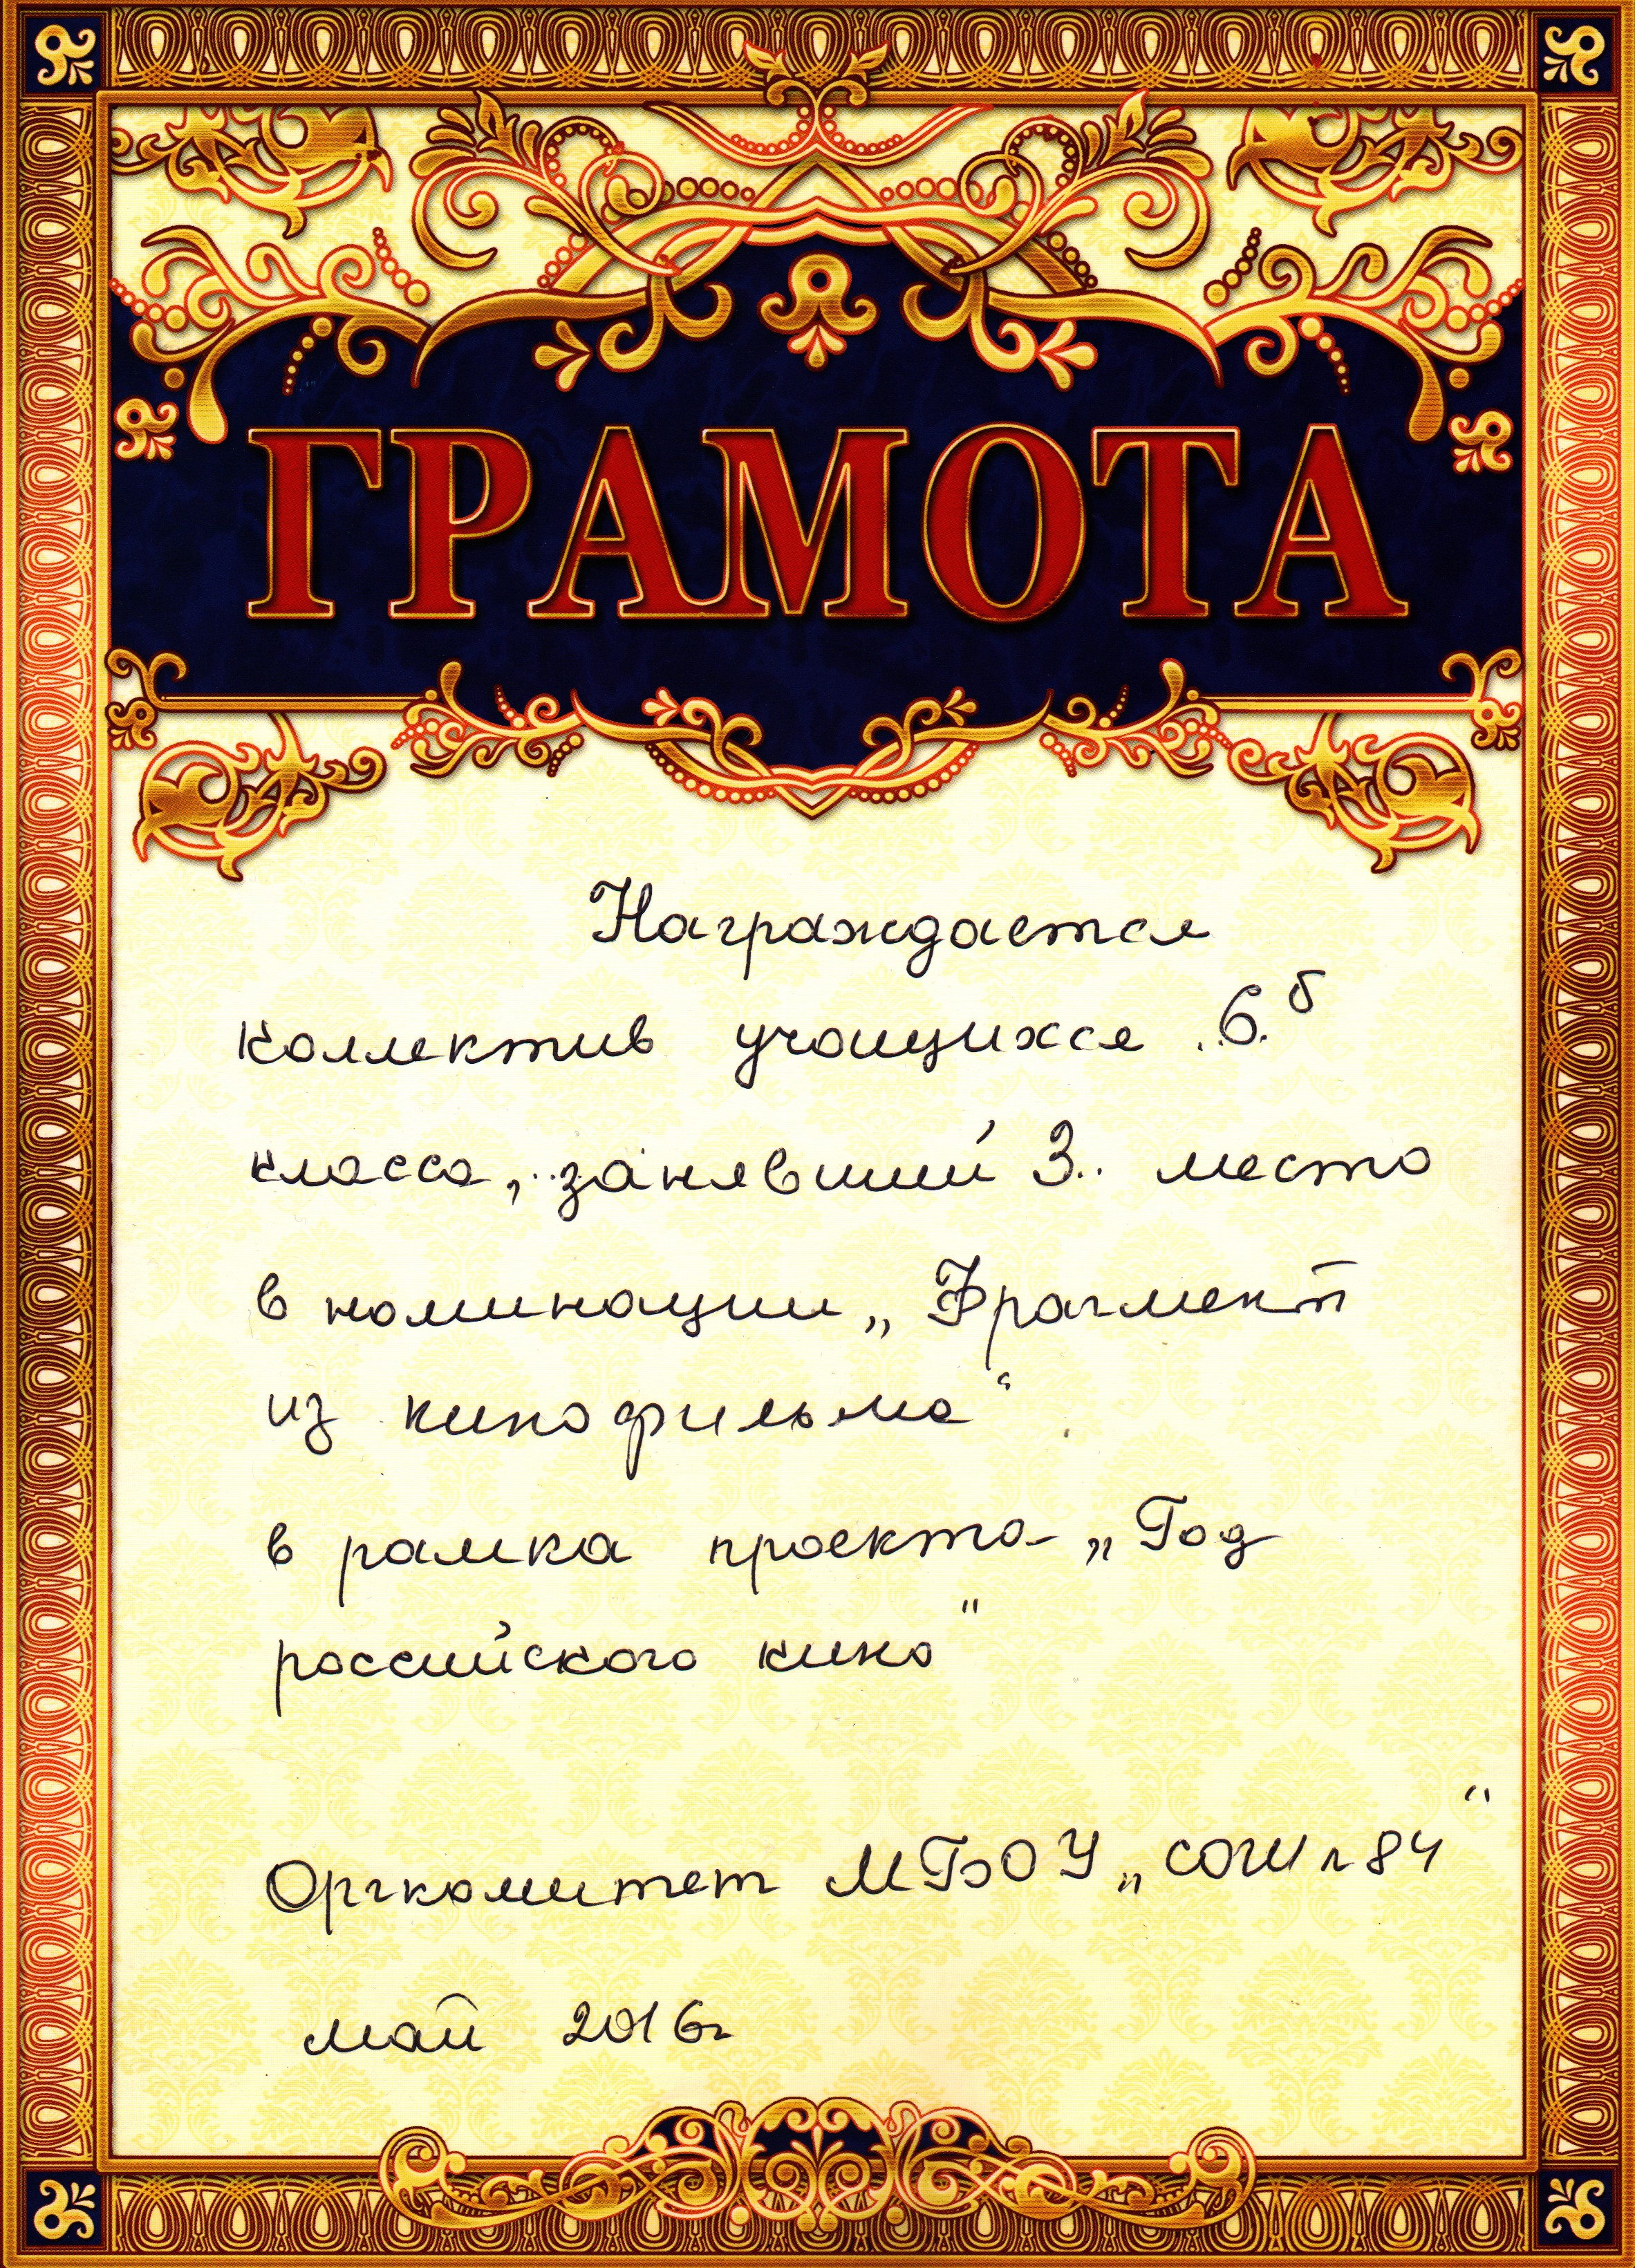 ГРАМОТА
Награждается
коллектив учащихся 6.б
класса, занявший 3. место
в номинации „Фрагмент
из кинофильма“
в рамка проекта „Год
российского кино"
Оргкомитет МБОУ „СОШ №84"
май 2016г